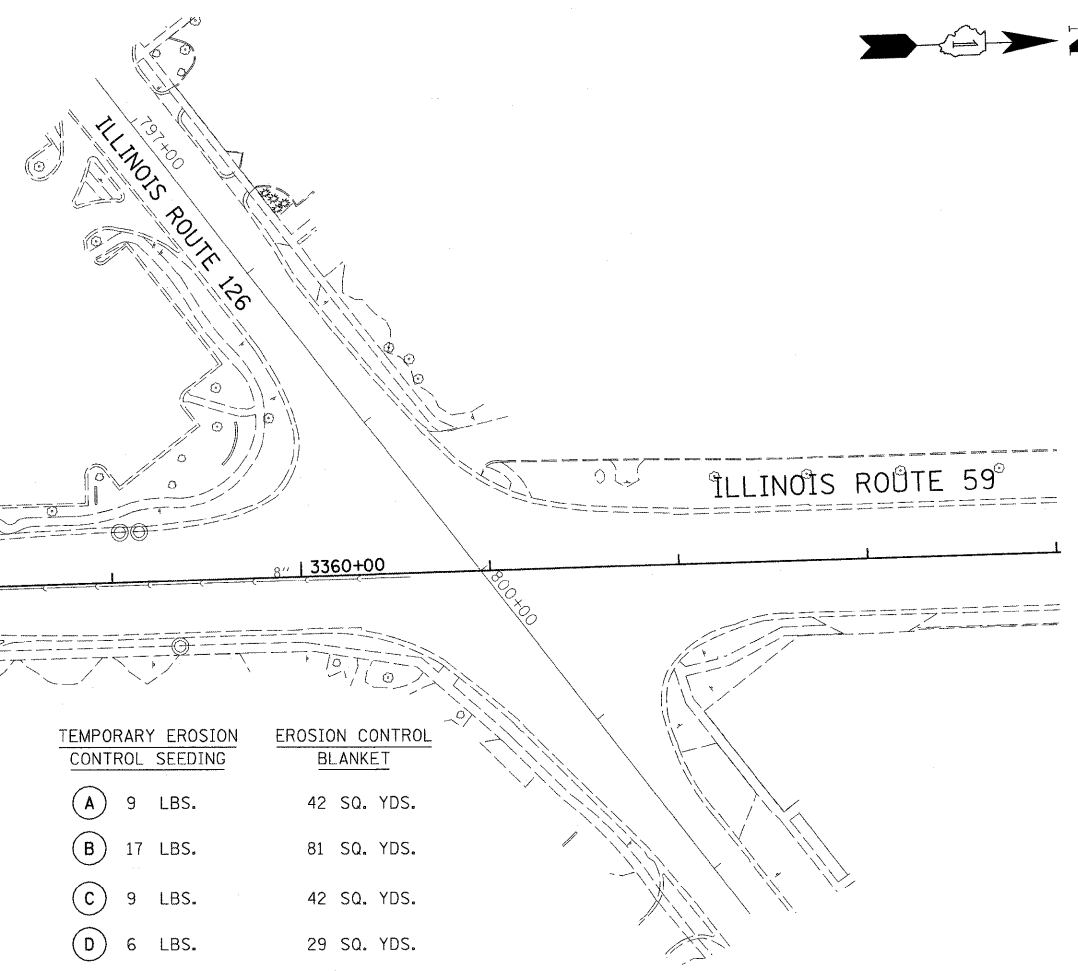 797+00
ILLINOIS ROUTE 126
ILLINOIS ROUTE 59
8" 3360+00
800+00
TEMPORARY EROSION CONTROL SEEDING
EROSION CONTROL BLANKET
A 9 LBS. 42 SQ. YDS.
B 17 LBS. 81 SQ. YDS.
C 9 LBS. 42 SQ. YDS.
D 6 LBS. 29 SQ. YDS.